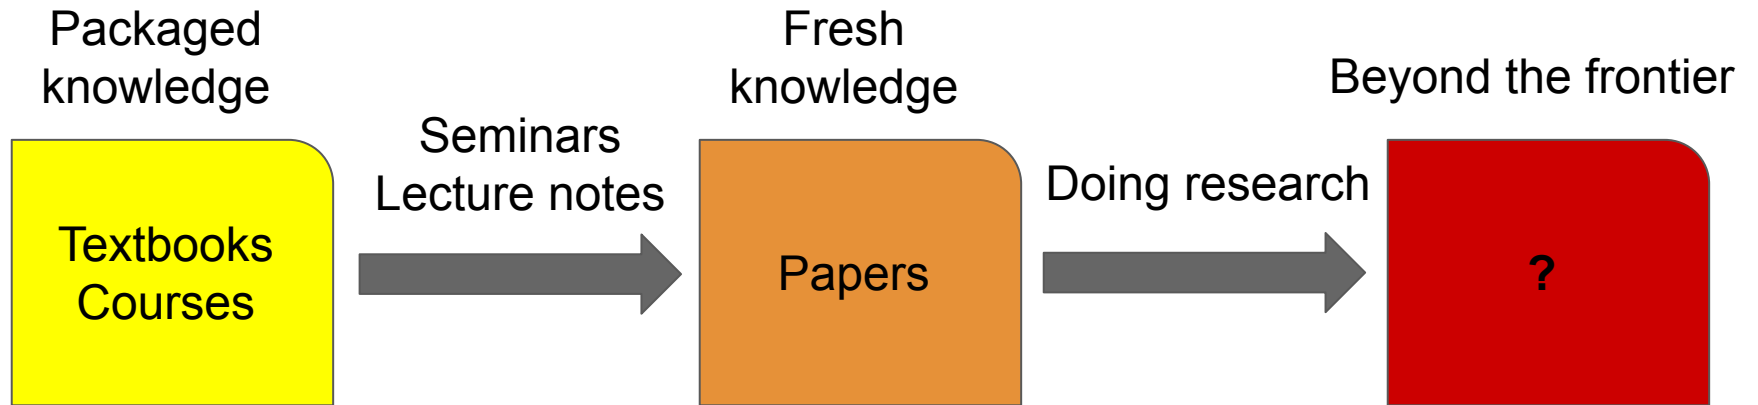 Packaged
knowledge
Textbooks
Courses
Seminars
Lecture notes
Fresh
knowledge
Papers
Doing research
Beyond the frontier
?